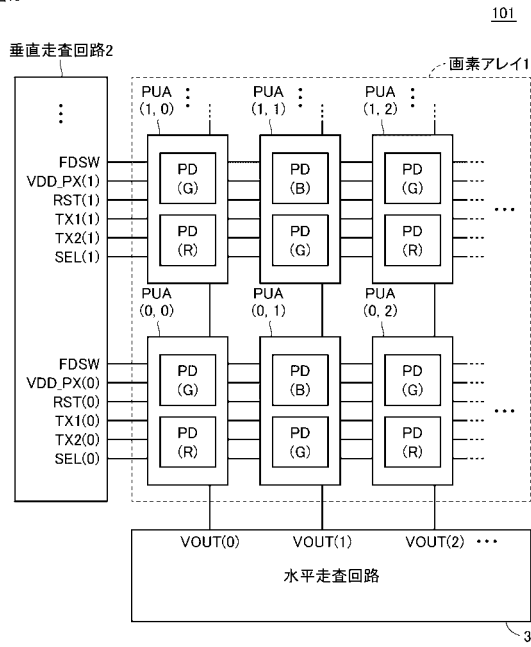 101
垂直走査回路2
画素アレイ1
PUA (1, 0)
PUA (1, 1)
PUA (1, 2)
FDSW
VDD_PX(1)
RST(1)
TX1(1)
TX2(1)
SEL(1)
PD (G)
PD (B)
PD (G)
PD (R)
PD (G)
PD (R)
PUA (0, 0)
PUA (0, 1)
PUA (0, 2)
FDSW
VDD_PX(0)
RST(0)
TX1(0)
TX2(0)
SEL(0)
PD (G)
PD (B)
PD (G)
PD (R)
PD (G)
PD (R)
VOUT(0)
VOUT(1)
VOUT(2) •••
水平走査回路
3